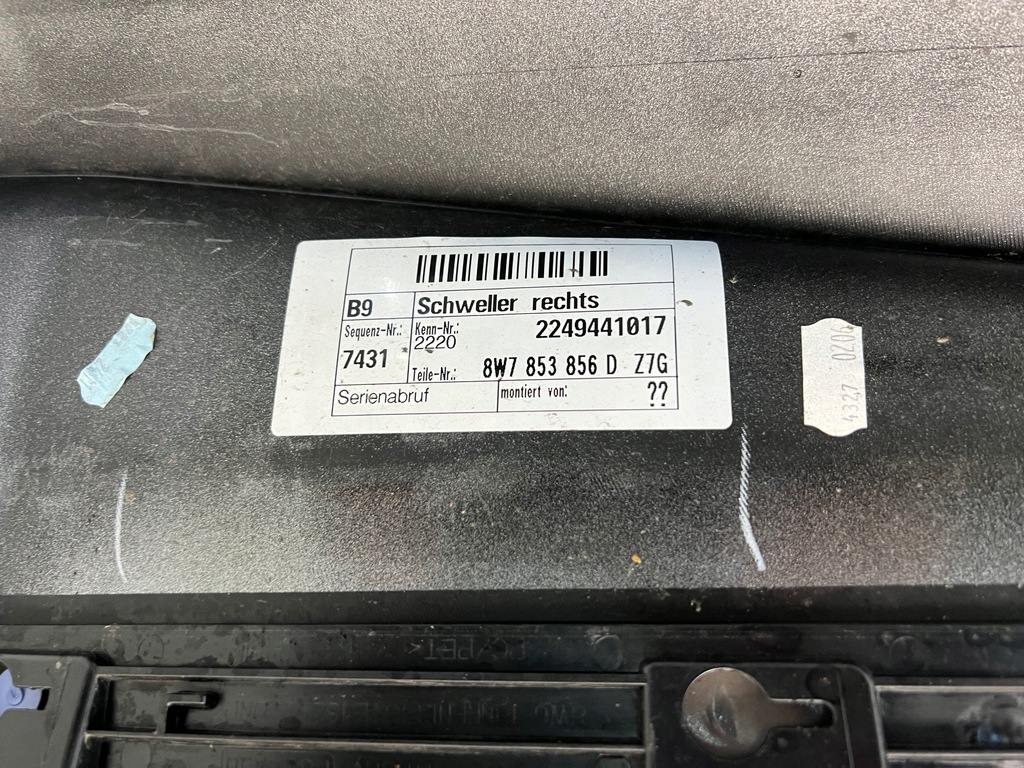 B9 Schweller rechts
Sequenz-Nr.: Kenn-Nr.: 2249441017
2220
7431 Teile-Nr.: 8W7 853 856 D Z7G
Serienabruf montiert von: ??
4327 0204